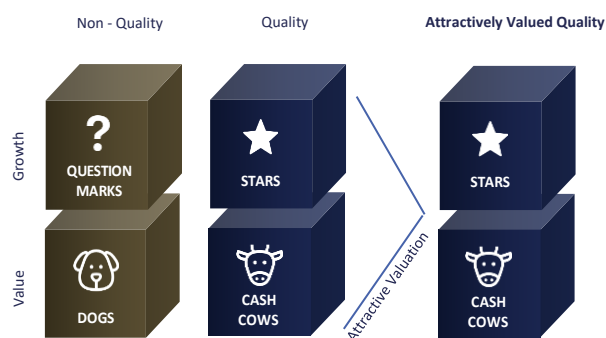 Non - Quality
Quality
Attractively Valued Quality
Growth
?
QUESTION
MARKS
STARS
STARS
Attractive Valuation
Value
DOGS
CASH
COWS
CASH
COWS